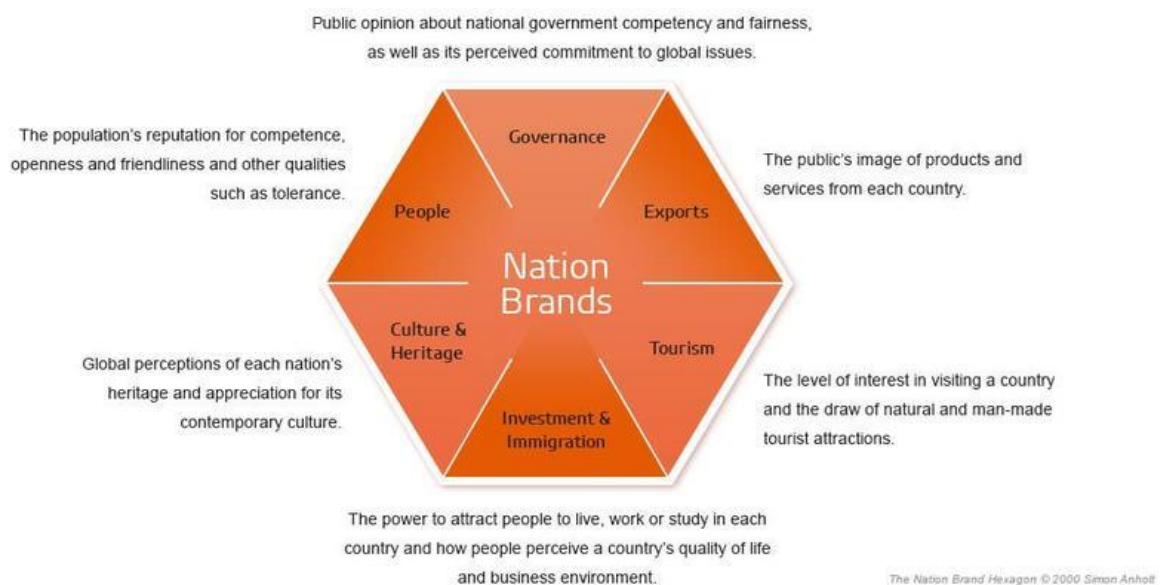 Public opinion about national government competency and fairness,
as well as its perceived commitment to global issues.
Governance
The population's reputation for competence,
openness and friendliness and other qualities
such as tolerance.
People
Exports
The public's image of products and
services from each country.
Nation
Brands
Culture &
Heritage
Tourism
Global perceptions of each nation's
heritage and appreciation for its
contemporary culture.
The level of interest in visiting a country
and the draw of natural and man-made
tourist attractions.
Investment &
Immigration
The power to attract people to live, work or study in each
country and how people perceive a country's quality of life
and business environment.
The Nation Brand Hexagon © 2000 Simon Anholt